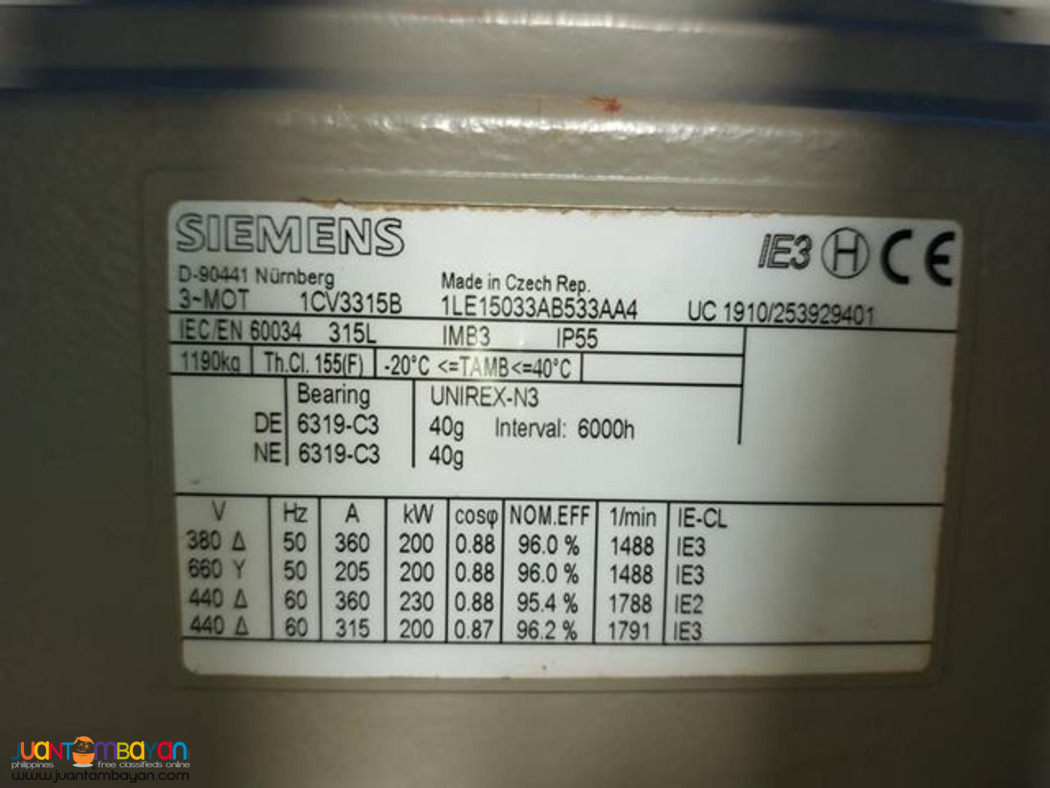 SIEMENS IE3 H CE
D-90441 Nürnberg Made in Czech Rep.
3~MOT 1CV3315B 1LE15033AB533AA4 UC 1910/253929401
IEC/EN 60034 315L IMB3 IP55
1190kg Th.Cl. 155(F) -20°C <=TAMB<=40°C
Bearing UNIREX-N3
DE 6319-C3 40g Interval: 6000h
NE 6319-C3 40g
V Hz A kW cosφ NOM.EFF 1/min IE-CL
380 Δ 50 360 200 0.88 96.0 % 1488 IE3
660 Y 50 205 200 0.88 96.0 % 1488 IE3
440 Δ 60 360 230 0.88 95.4 % 1788 IE2
440 Δ 60 315 200 0.87 96.2 % 1791 IE3
JUANTAMBAYAN
philippines free classifieds online
www.juantambayan.com